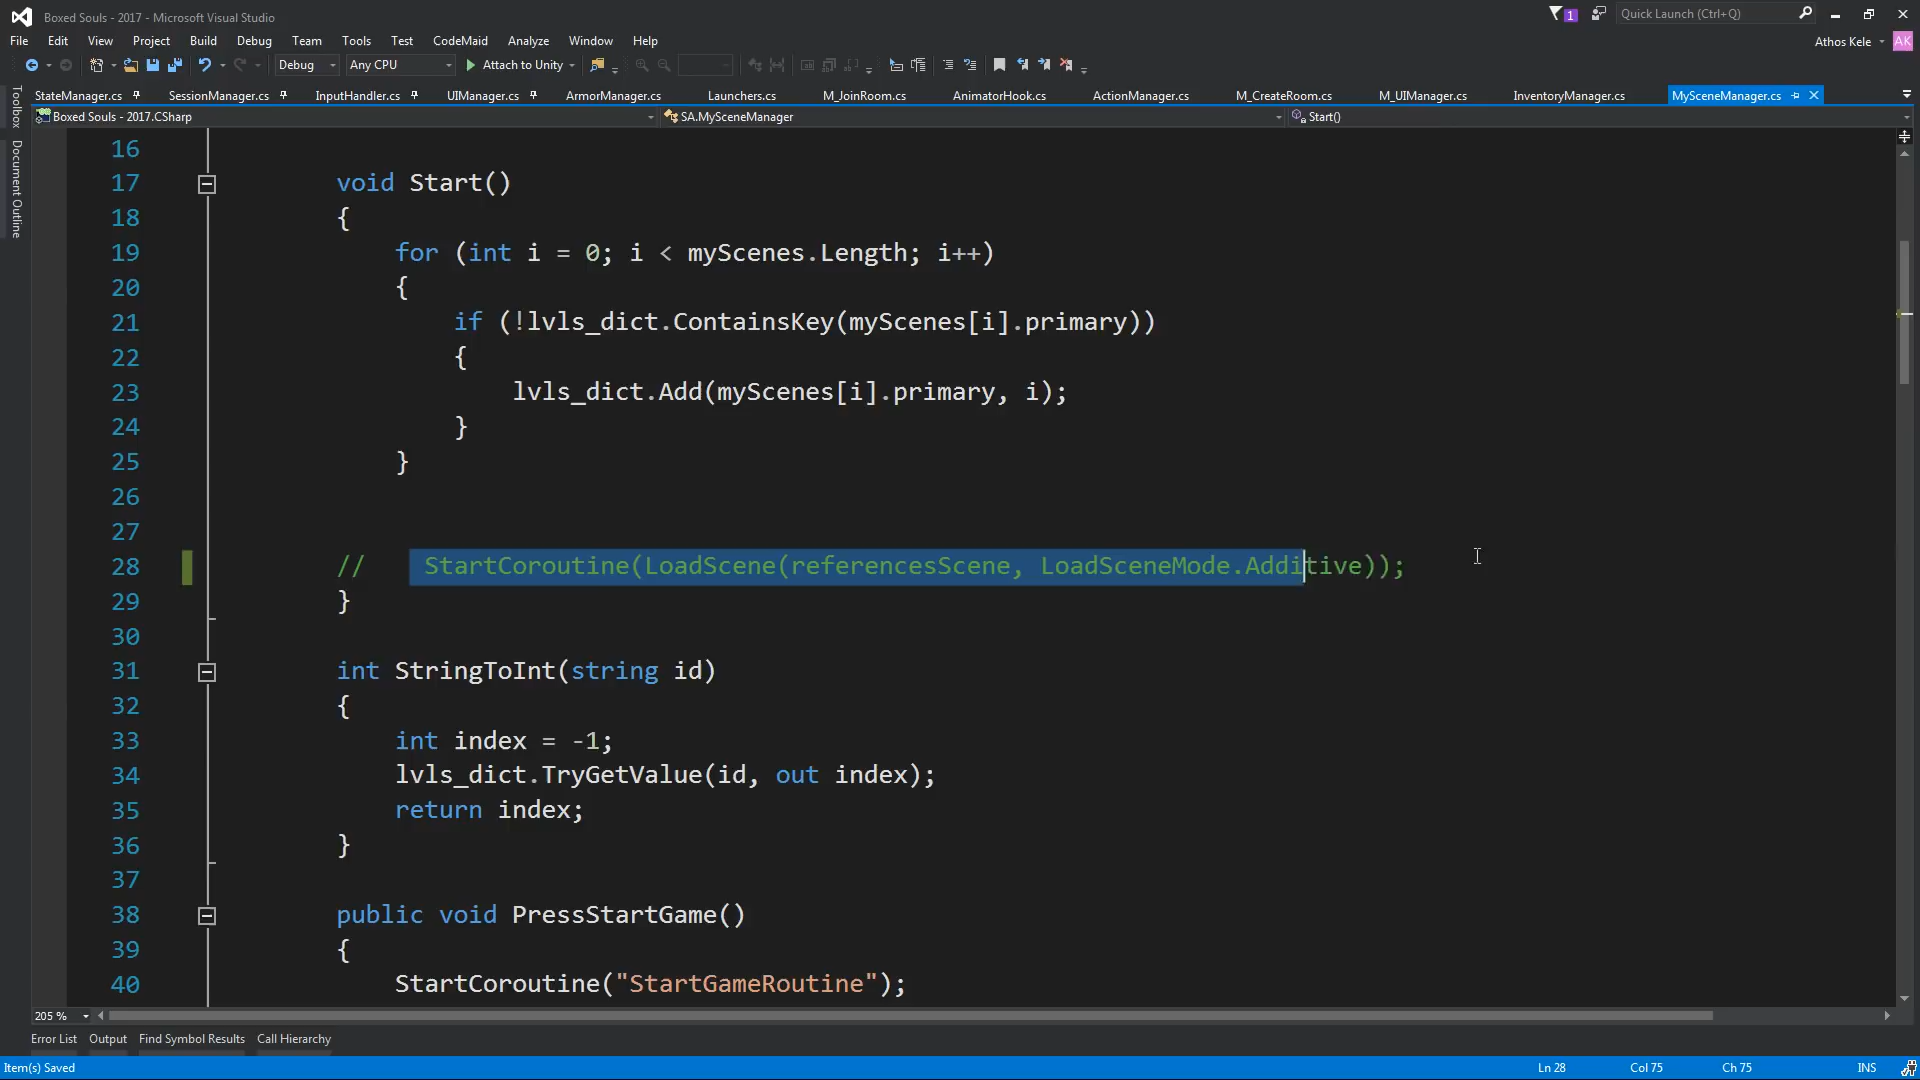 Boxed Souls - 2017 - Microsoft Visual Studio
1
Quick Launch (Ctrl+Q)
File Edit View Project Build Debug Team Tools Test CodeMaid Analyze Window Help
Athos Kele AK
Debug Any CPU Attach to Unity
StateManager.cs SessionManager.cs InputHandler.cs UIManager.cs ArmorManager.cs Launchers.cs M_JoinRoom.cs AnimatorHook.cs ActionManager.cs M_CreateRoom.cs M_UIManager.cs InventoryManager.cs MySceneManager.cs
Toolbox
Document Outline
Boxed Souls - 2017.CSharp SA.MySceneManager Start()
16
17 void Start()
18 {
19 for (int i = 0; i < myScenes.Length; i++)
20 {
21 if (!lvls_dict.ContainsKey(myScenes[i].primary))
22 {
23 lvls_dict.Add(myScenes[i].primary, i);
24 }
25 }
26
27
28 // StartCoroutine(LoadScene(referencesScene, LoadSceneMode.Additive));
29 }
30
31 int StringToInt(string id)
32 {
33 int index = -1;
34 lvls_dict.TryGetValue(id, out index);
35 return index;
36 }
37
38 public void PressStartGame()
39 {
40 StartCoroutine("StartGameRoutine");
205 %
Error List Output Find Symbol Results Call Hierarchy
Item(s) Saved Ln 28 Col 75 Ch 75 INS